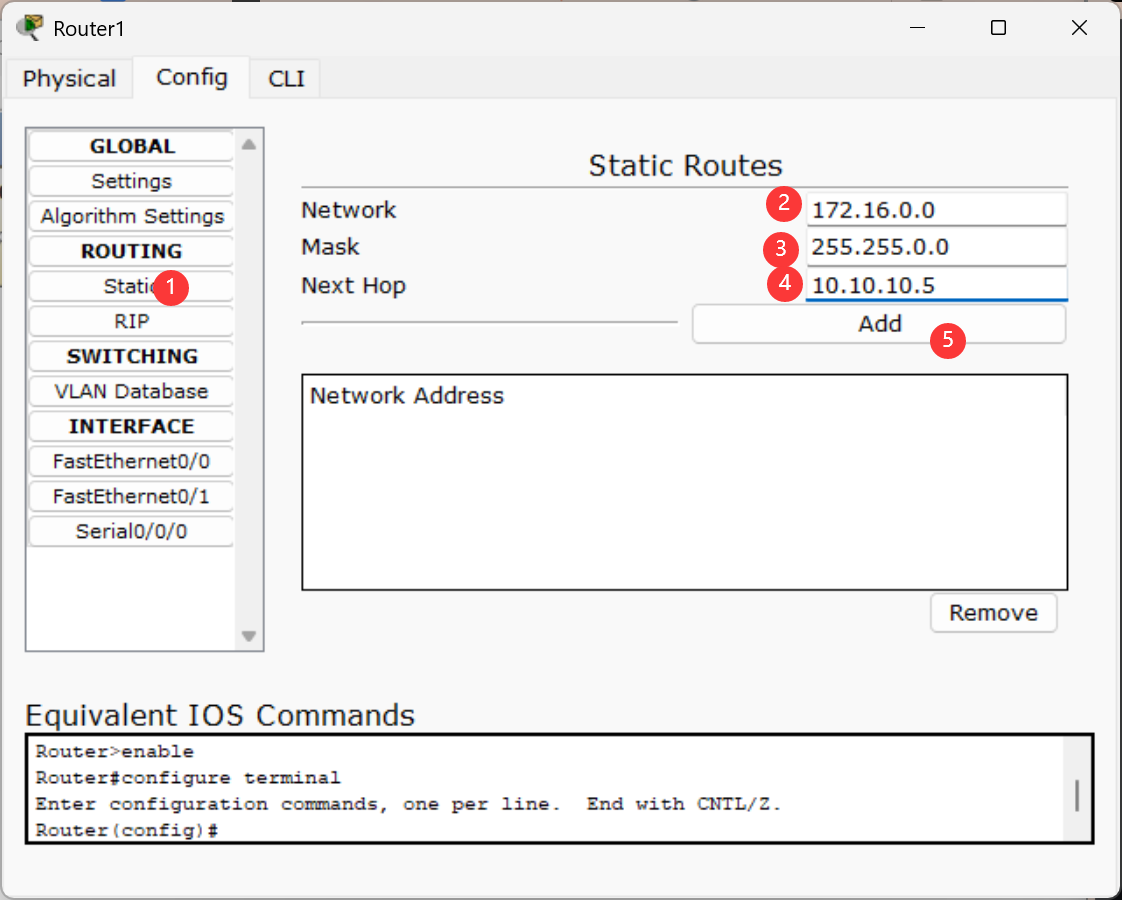 Router1
Physical
Config
CLI
GLOBAL
Settings
Algorithm Settings
ROUTING
Static
RIP
SWITCHING
VLAN Database
INTERFACE
FastEthernet0/0
FastEthernet0/1
Serial0/0/0
1
Static Routes
Network 2 172.16.0.0
Mask 3 255.255.0.0
Next Hop 4 10.10.10.5
Add
5
Network Address
Remove
Equivalent IOS Commands
Router>enable
Router#configure terminal
Enter configuration commands, one per line.  End with CNTL/Z.
Router(config)#